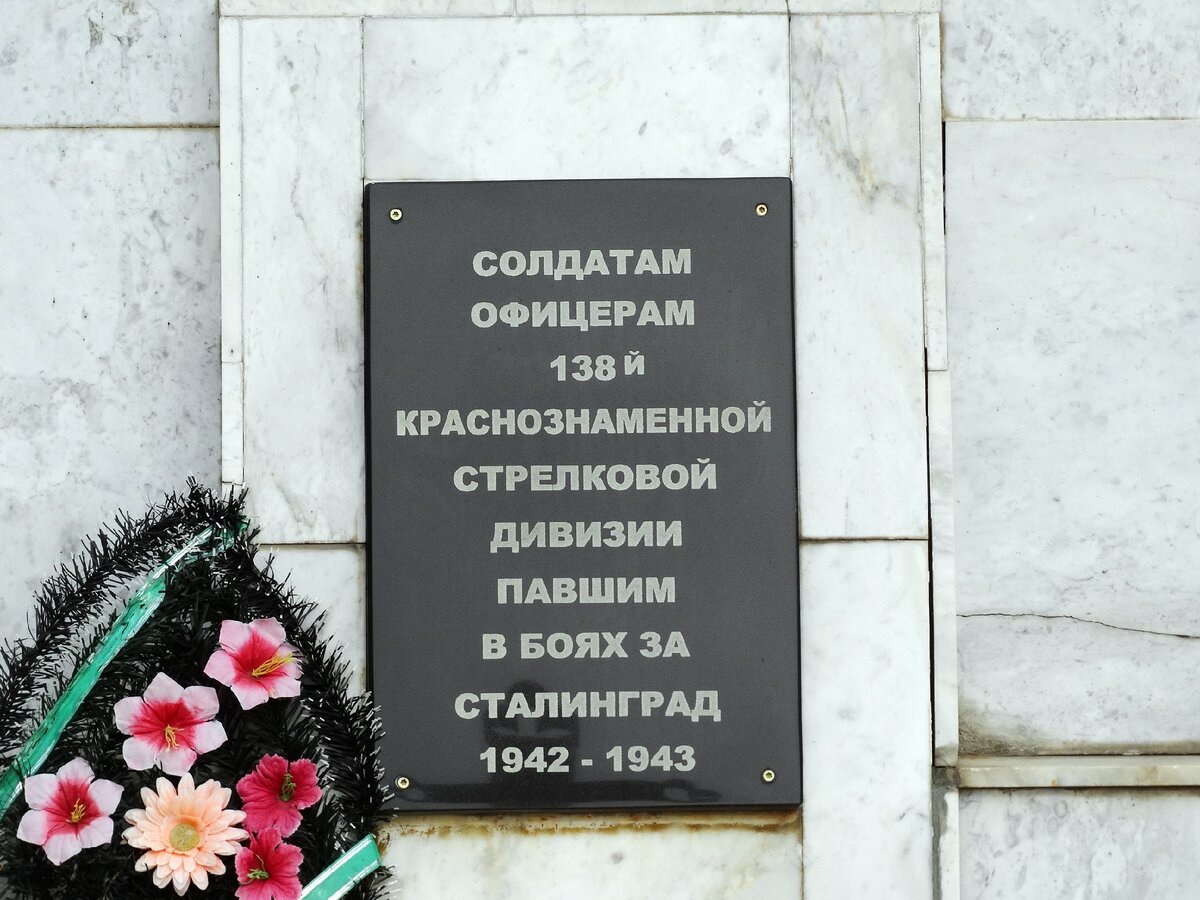 СОЛДАТАМ
ОФИЦЕРАМ
138 Й
КРАСНОЗНАМЕННОЙ
СТРЕЛКОВОЙ
ДИВИЗИИ
ПАВШИМ
В БОЯХ ЗА
СТАЛИНГРАД
1942 - 1943